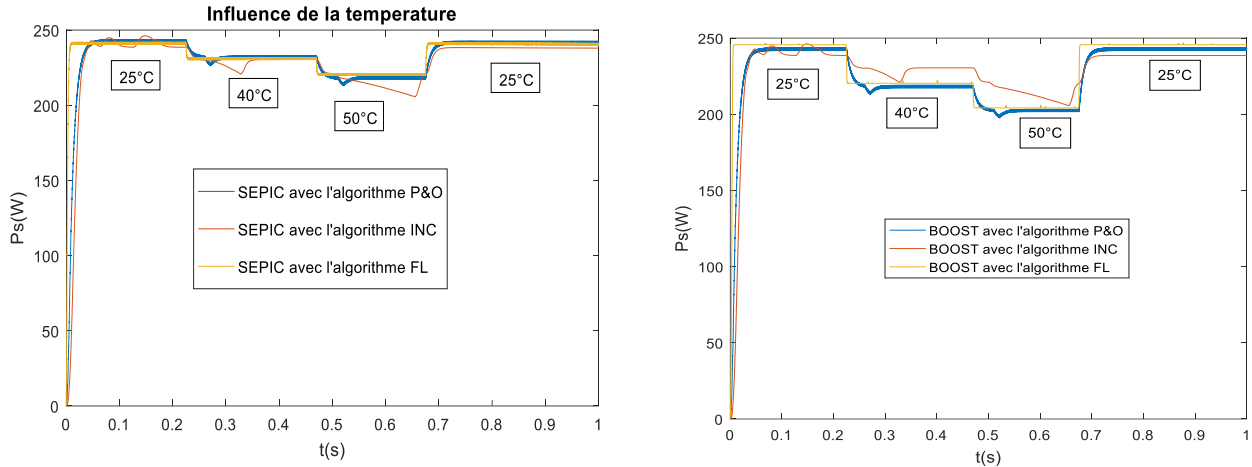 Influence de la temperature
250
200
150
100
50
0
Ps(W)
25°C
40°C
50°C
25°C
SEPIC avec l'algorithme P&O
SEPIC avec l'algorithme INC
SEPIC avec l'algorithme FL
0 0.1 0.2 0.3 0.4 0.5 0.6 0.7 0.8 0.9 1
t(s)
250
200
150
100
50
0
Ps(W)
25°C
40°C
50°C
25°C
BOOST avec l'algorithme P&O
BOOST avec l'algorithme INC
BOOST avec l'algorithme FL
0 0.1 0.2 0.3 0.4 0.5 0.6 0.7 0.8 0.9 1
t(s)